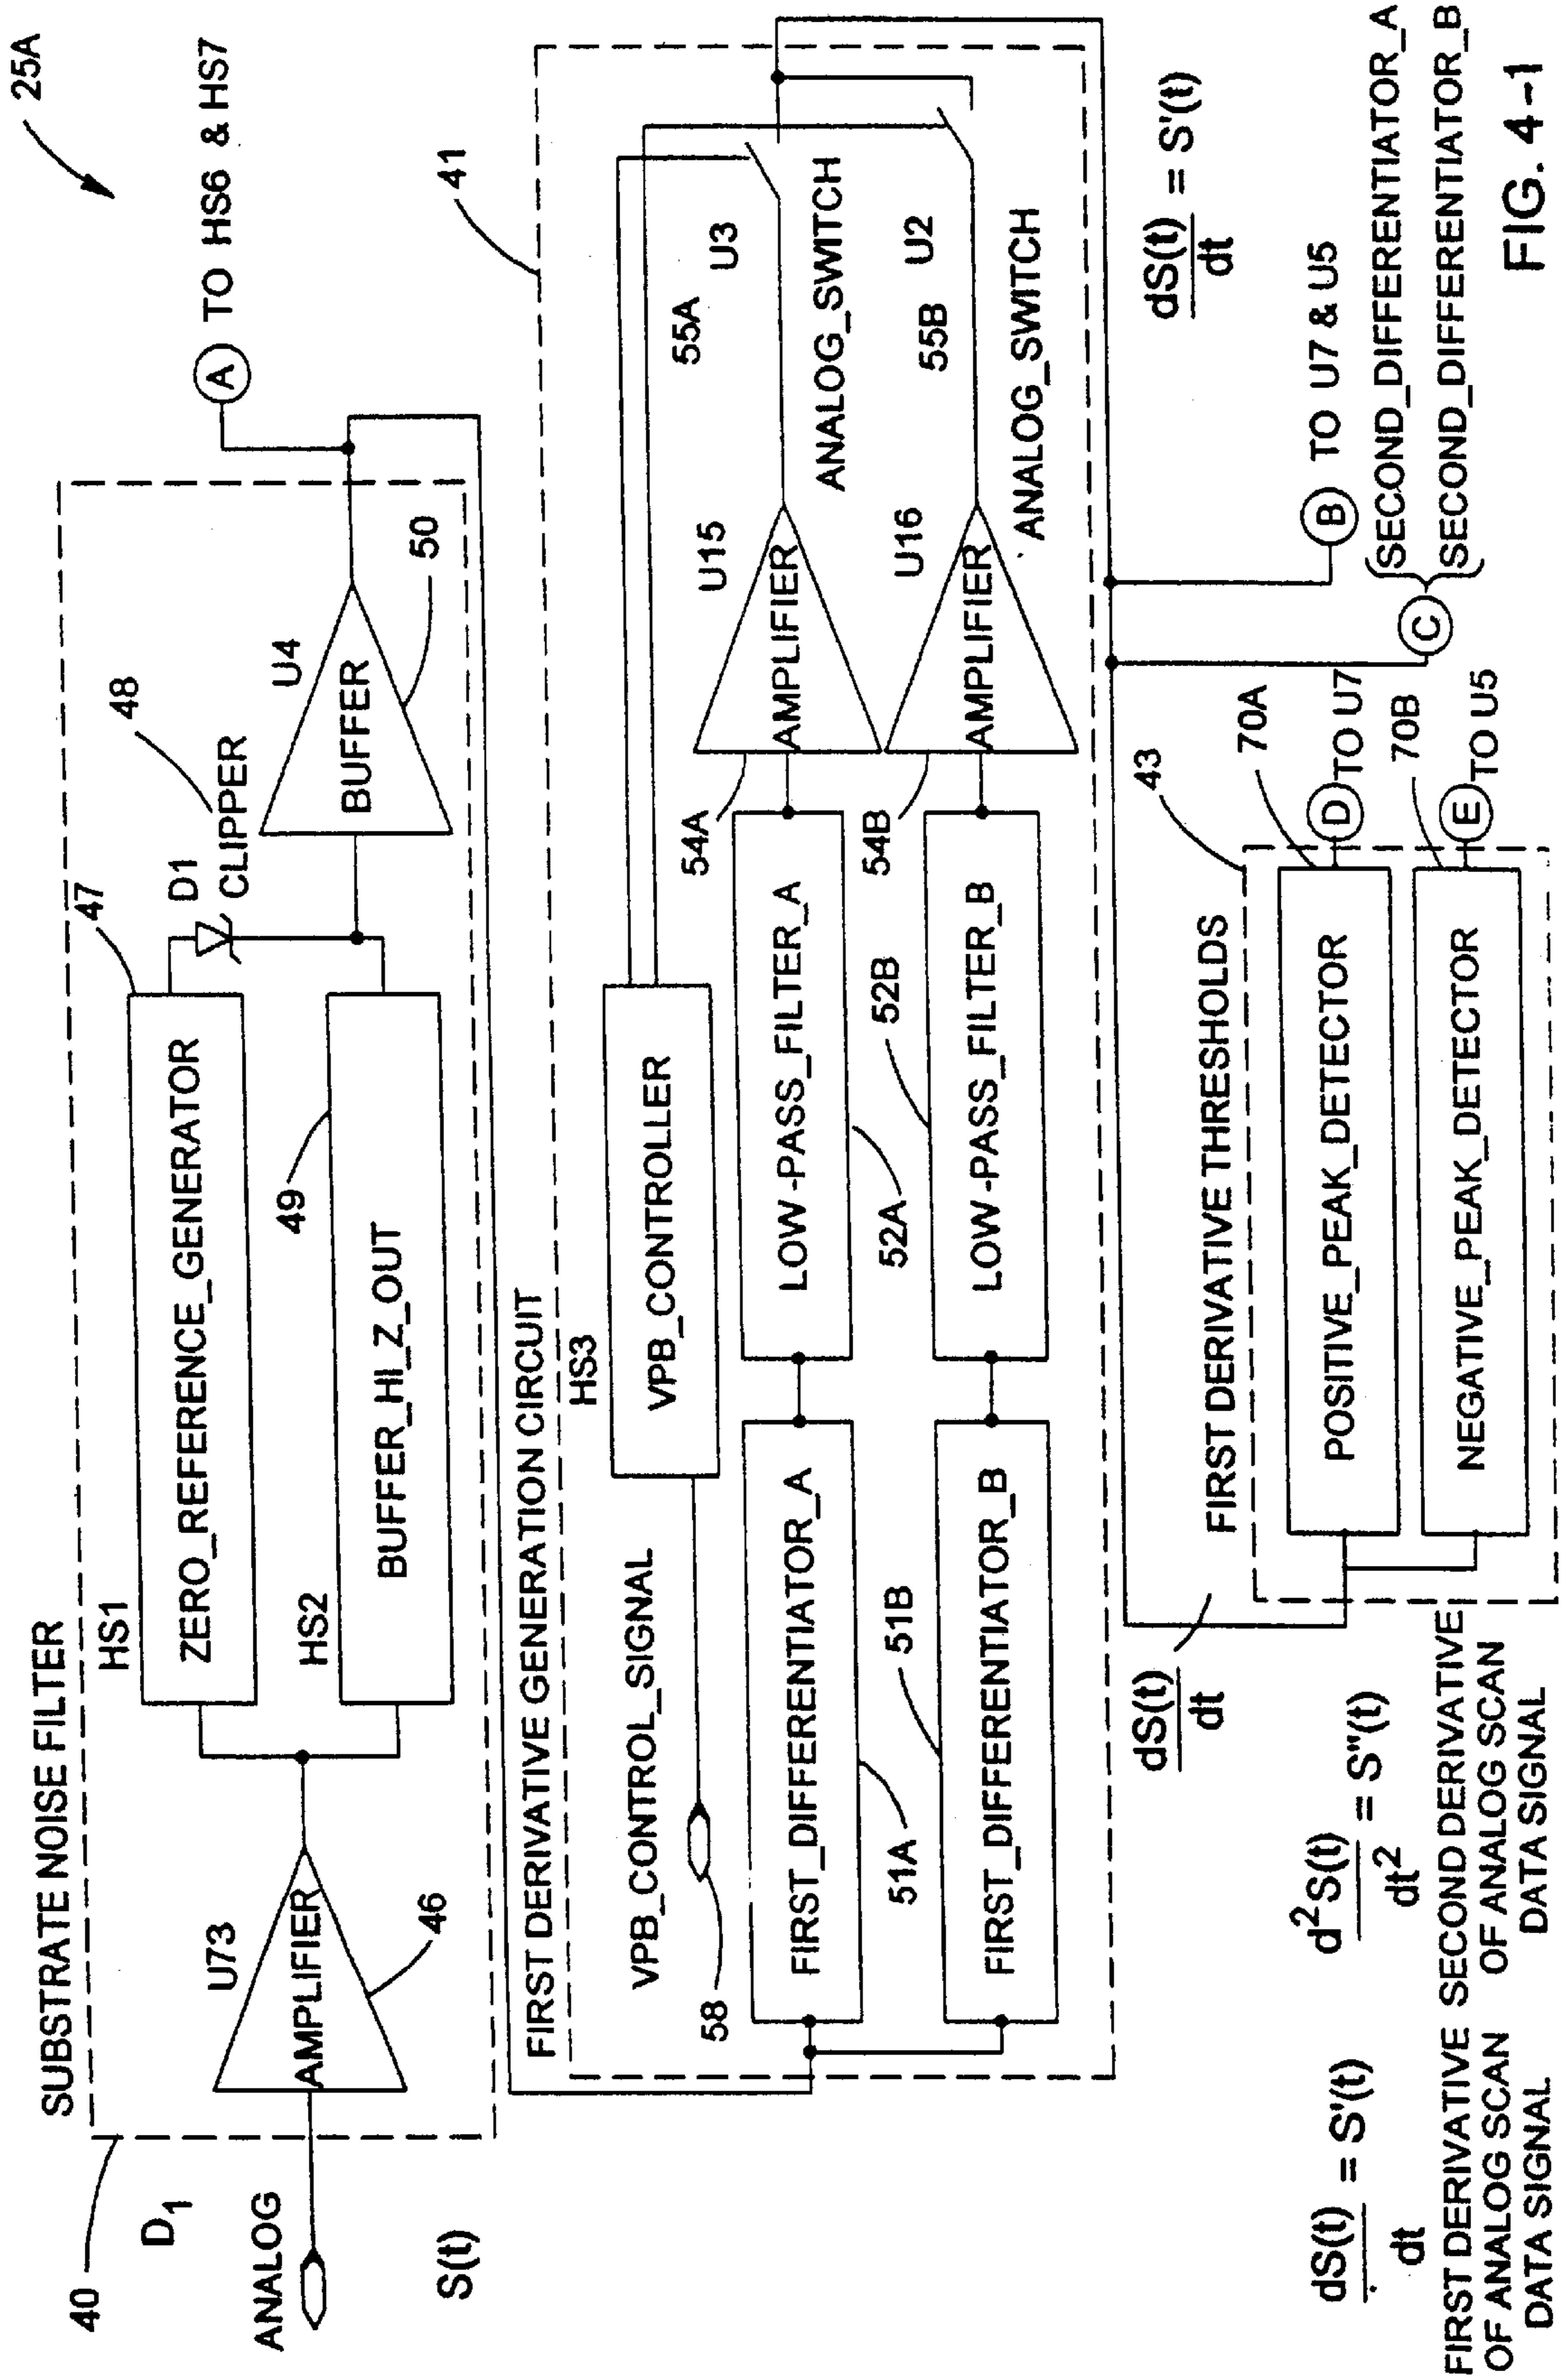 25A
SUBSTRATE NOISE FILTER
40
D1
ANALOG
S(t)
U73
AMPLIFIER
46
HS1
ZERO_REFERENCE_GENERATOR
47
HS2
BUFFER_HI_Z_OUT
49
D1
CLIPPER
48
U4
BUFFER
50
A TO HS6 & HS7
FIRST DERIVATIVE GENERATION CIRCUIT
41
VPB_CONTROL_SIGNAL
58
HS3
VPB_CONTROLLER
FIRST_DIFFERENTIATOR_A
51A
LOW-PASS_FILTER_A
52A
54A
U15
AMPLIFIER
55A
U3
ANALOG_SWITCH
FIRST_DIFFERENTIATOR_B
51B
LOW-PASS_FILTER_B
52B
54B
U16
AMPLIFIER
55B
U2
ANALOG_SWITCH
dS(t)
dt
= S'(t)
dS(t)
dt
FIRST DERIVATIVE THRESHOLDS
43
POSITIVE_PEAK_DETECTOR
70A
D TO U7
NEGATIVE_PEAK_DETECTOR
70B
E TO U5
B TO U7 & U5
C
SECOND_DIFFERENTIATOR_A
SECOND_DIFFERENTIATOR_B
dS(t)
dt
= S'(t)
FIRST DERIVATIVE
OF ANALOG SCAN
DATA SIGNAL
d2S(t)
dt2
= S"(t)
SECOND DERIVATIVE
OF ANALOG SCAN
DATA SIGNAL
FIG. 4-1